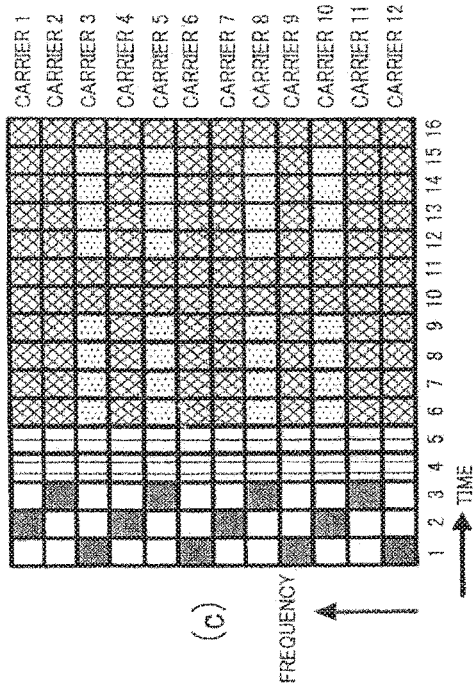 CARRIER 1
CARRIER 2
CARRIER 3
CARRIER 4
CARRIER 5
CARRIER 6
CARRIER 7
CARRIER 8
CARRIER 9
CARRIER 10
CARRIER 11
CARRIER 12
(c)
FREQUENCY
1 2 3 4 5 6 7 8 9 10 11 12 13 14 15 16
TIME